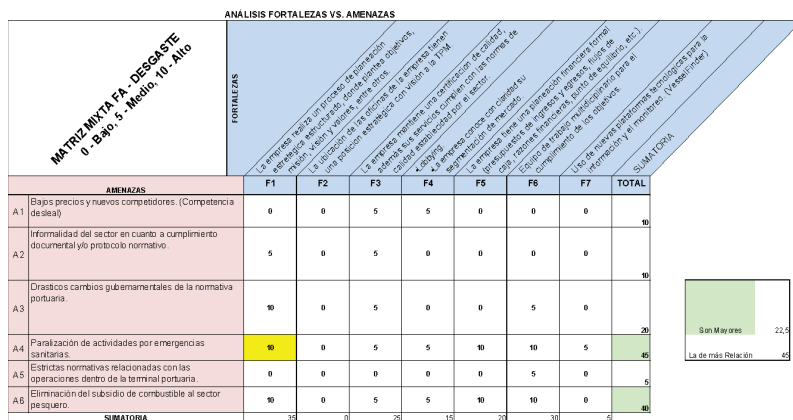 ANÁLISIS FORTALEZAS VS. AMENAZAS
MATRIZ MIXTA FA - DESGASTE
0 - Bajo, 5 - Medio, 10 - Alto
FORTALEZAS
La empresa realiza un proceso de planeación
estrategica estructurado, donde plantea objetivos,
misión, visión y valores, entre otros.
La ubicación de las oficinas de la empresa tienen
una posición estratégica con visión a la TPM.
La empresa mantiene una certificación de calidad,
además sus servicios cumplen con las normas de
calidad establecidad por el sector.
•Lobbying.
•La empresa conoce con claridad su
segmentación de mercado.
La empresa tiene una planeación financiera formal
(presupuestos de ingresos y egresos, flujos de
caja, razones financieros, punto de equilibrio, etc.)
Equipo de trabajo multidiciplinario para el
cumplimiento de los objetivos.
Uso de nuevas plataformas tecnologicas para la
información y el monitoreo. (VesselFinder)
SUMATORIA
AMENAZAS F1 F2 F3 F4 F5 F6 F7 TOTAL
A1 Bajos precios y nuevos competidores. (Competencia
desleal) 0 0 5 5 0 0 0 10
A2 Informalidad del sector en cuanto a cumplimiento
documental y/o protocolo normativo. 5 0 5 0 0 0 0 10
A3 Drasticos cambios gubernamentales de la normativa
portuaria. 10 0 5 0 0 5 0 20
A4 Paralización de actividades por emergencias
sanitarias. 10 0 5 5 10 10 5 45
A5 Estrictas normativas relacionadas con las
operaciones dentro de la terminal portuaria. 0 0 0 0 0 5 0 5
A6 Eliminación del subsidio de combustible al sector
pesquero. 10 0 5 5 10 10 0 40
SUMATORIA 35 0 25 15 20 30 5
Son Mayores 22,5
La de más Relación 45